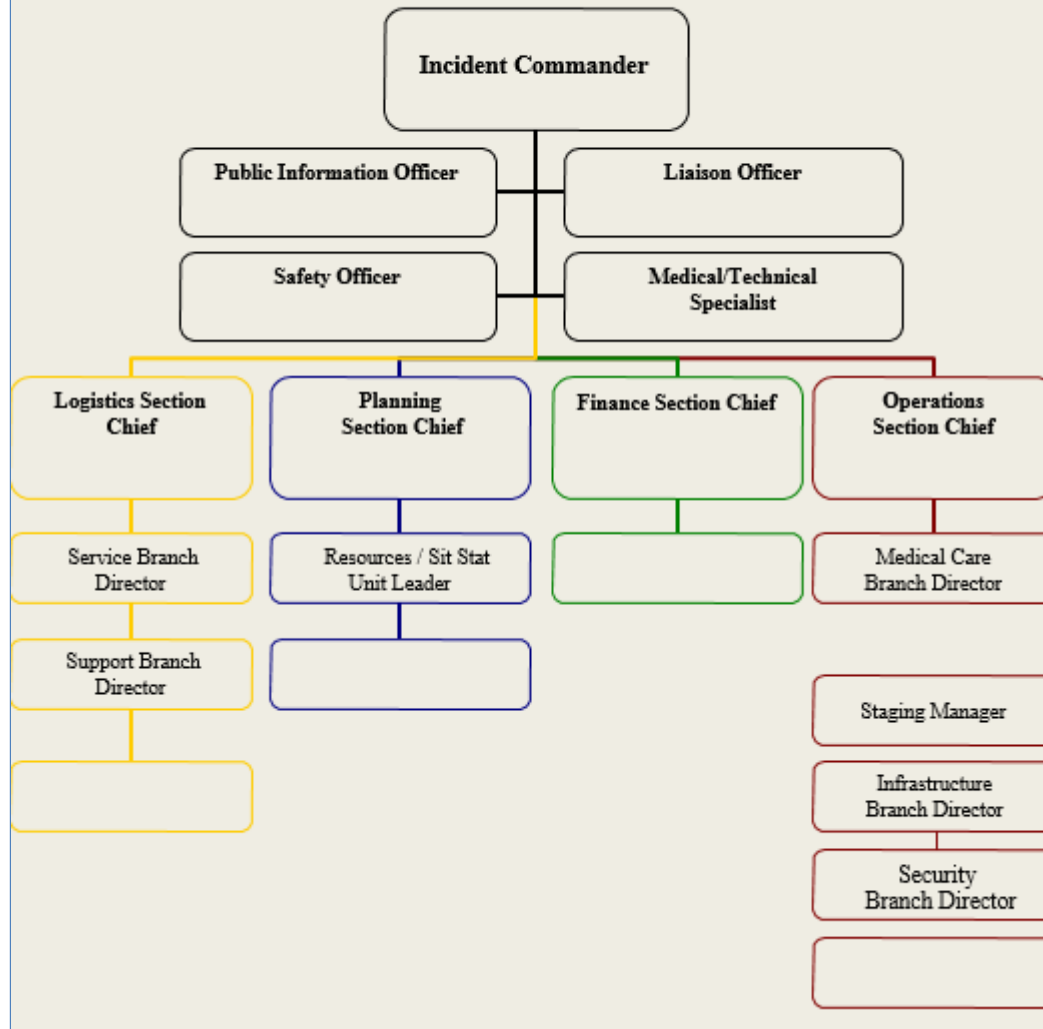 Incident Commander
Public Information Officer
Liaison Officer
Safety Officer
Medical/Technical
Specialist
Logistics Section
Chief
Planning
Section Chief
Finance Section Chief
Operations
Section Chief
Service Branch
Director
Resources / Sit Stat
Unit Leader
Medical Care
Branch Director
Support Branch
Director
Staging Manager
Infrastructure
Branch Director
Security
Branch Director